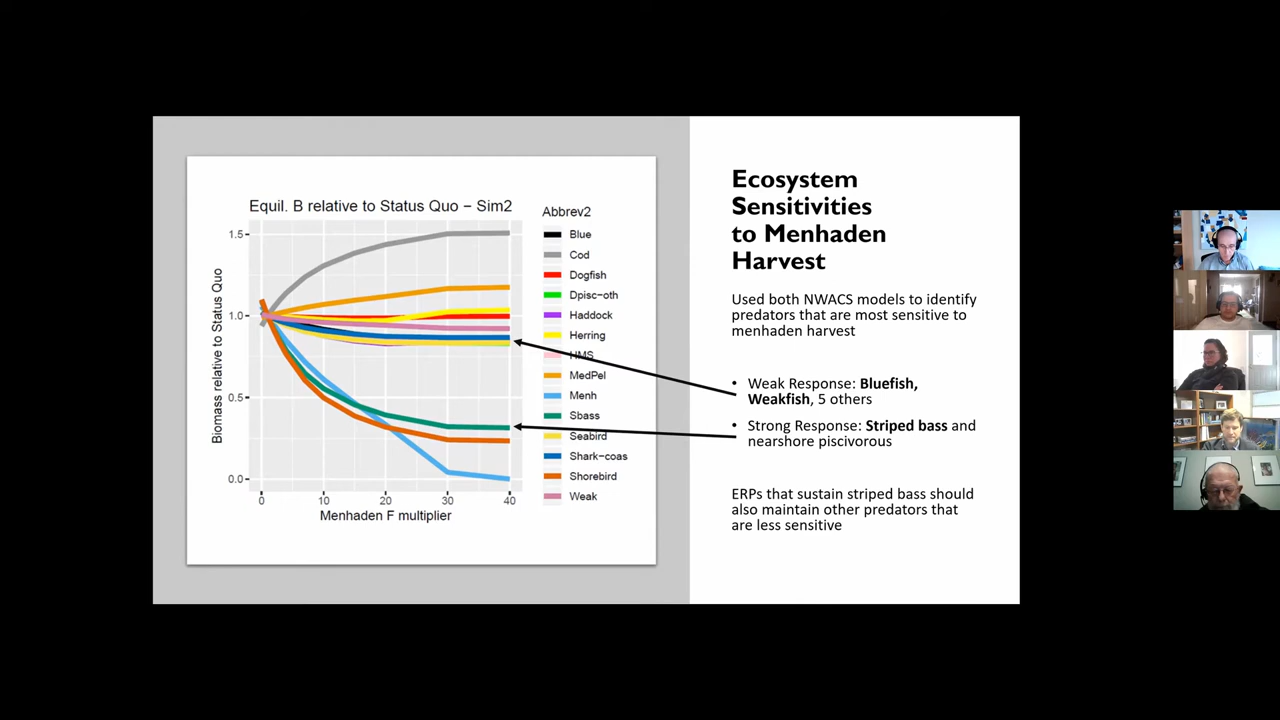 Equil. B relative to Status Quo − Sim2
Biomass relative to Status Quo
1.5
1.0
0.5
0.0
0
10
20
30
40
Menhaden F multiplier
Abbrev2
Blue
Cod
Dogfish
Dpisc−oth
Haddock
Herring
HMS
MedPel
Menh
Sbass
Seabird
Shark−coas
Shorebird
Weak
Ecosystem
Sensitivities
to Menhaden
Harvest
Used both NWACS models to identify
predators that are most sensitive to
menhaden harvest
• Weak Response: Bluefish,
Weakfish, 5 others
• Strong Response: Striped bass and
nearshore piscivorous
ERPs that sustain striped bass should
also maintain other predators that
are less sensitive